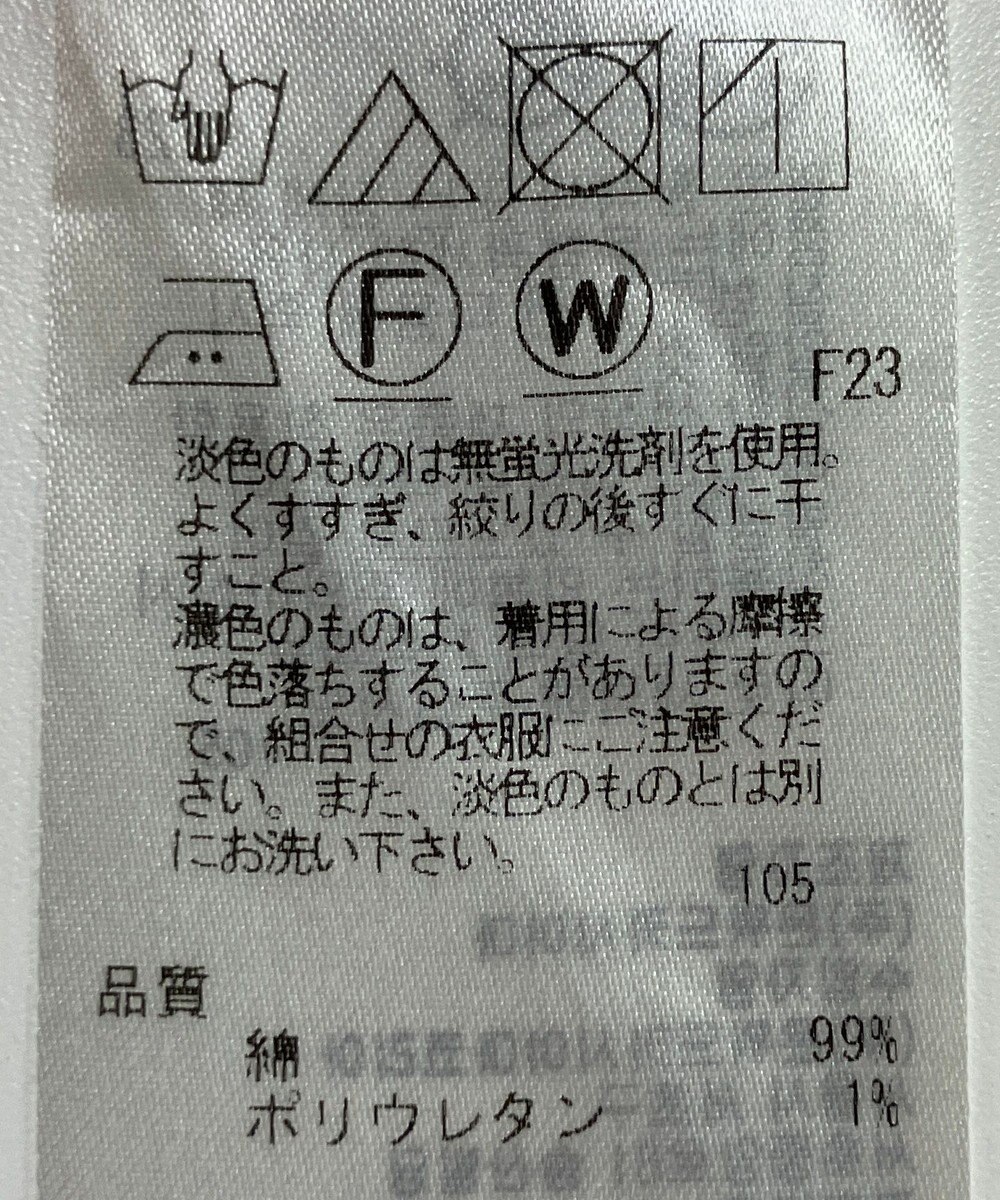 F
W
F23
淡色のものは無蛍光洗剤を使用。
よくすすぎ、絞りの後すぐに干
すこと。
濃色のものは、着用による摩擦
で色落ちすることがありますの
で、組合せの衣服にご注意くだ
さい。また、淡色のものとは別
にお洗い下さい。
105
品質
綿 99%
ポリウレタン 1%